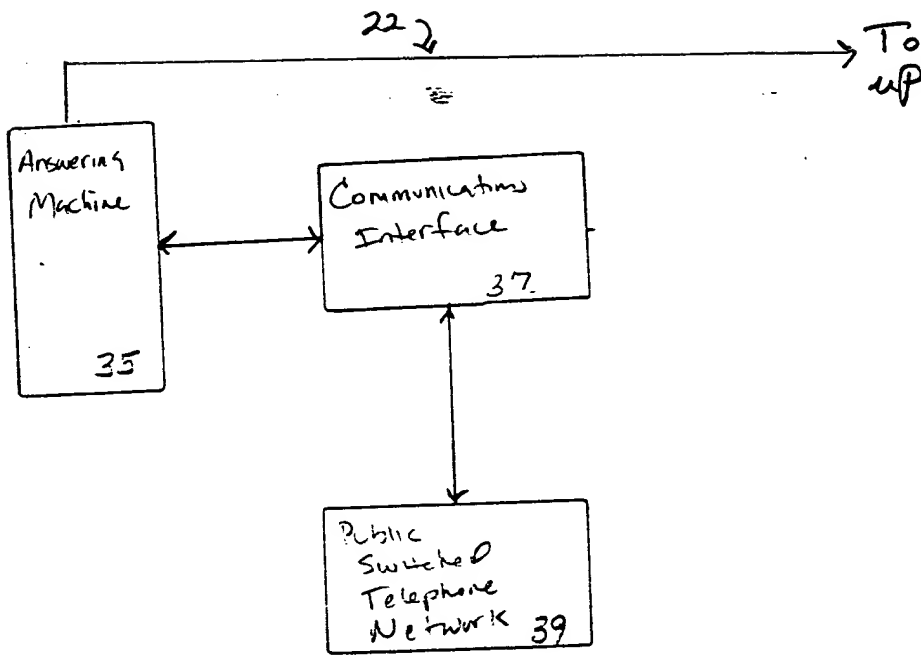 22
To
uP
Answering
Machine
35
Communications
Interface
37
Public
Switched
Telephone
Network 39